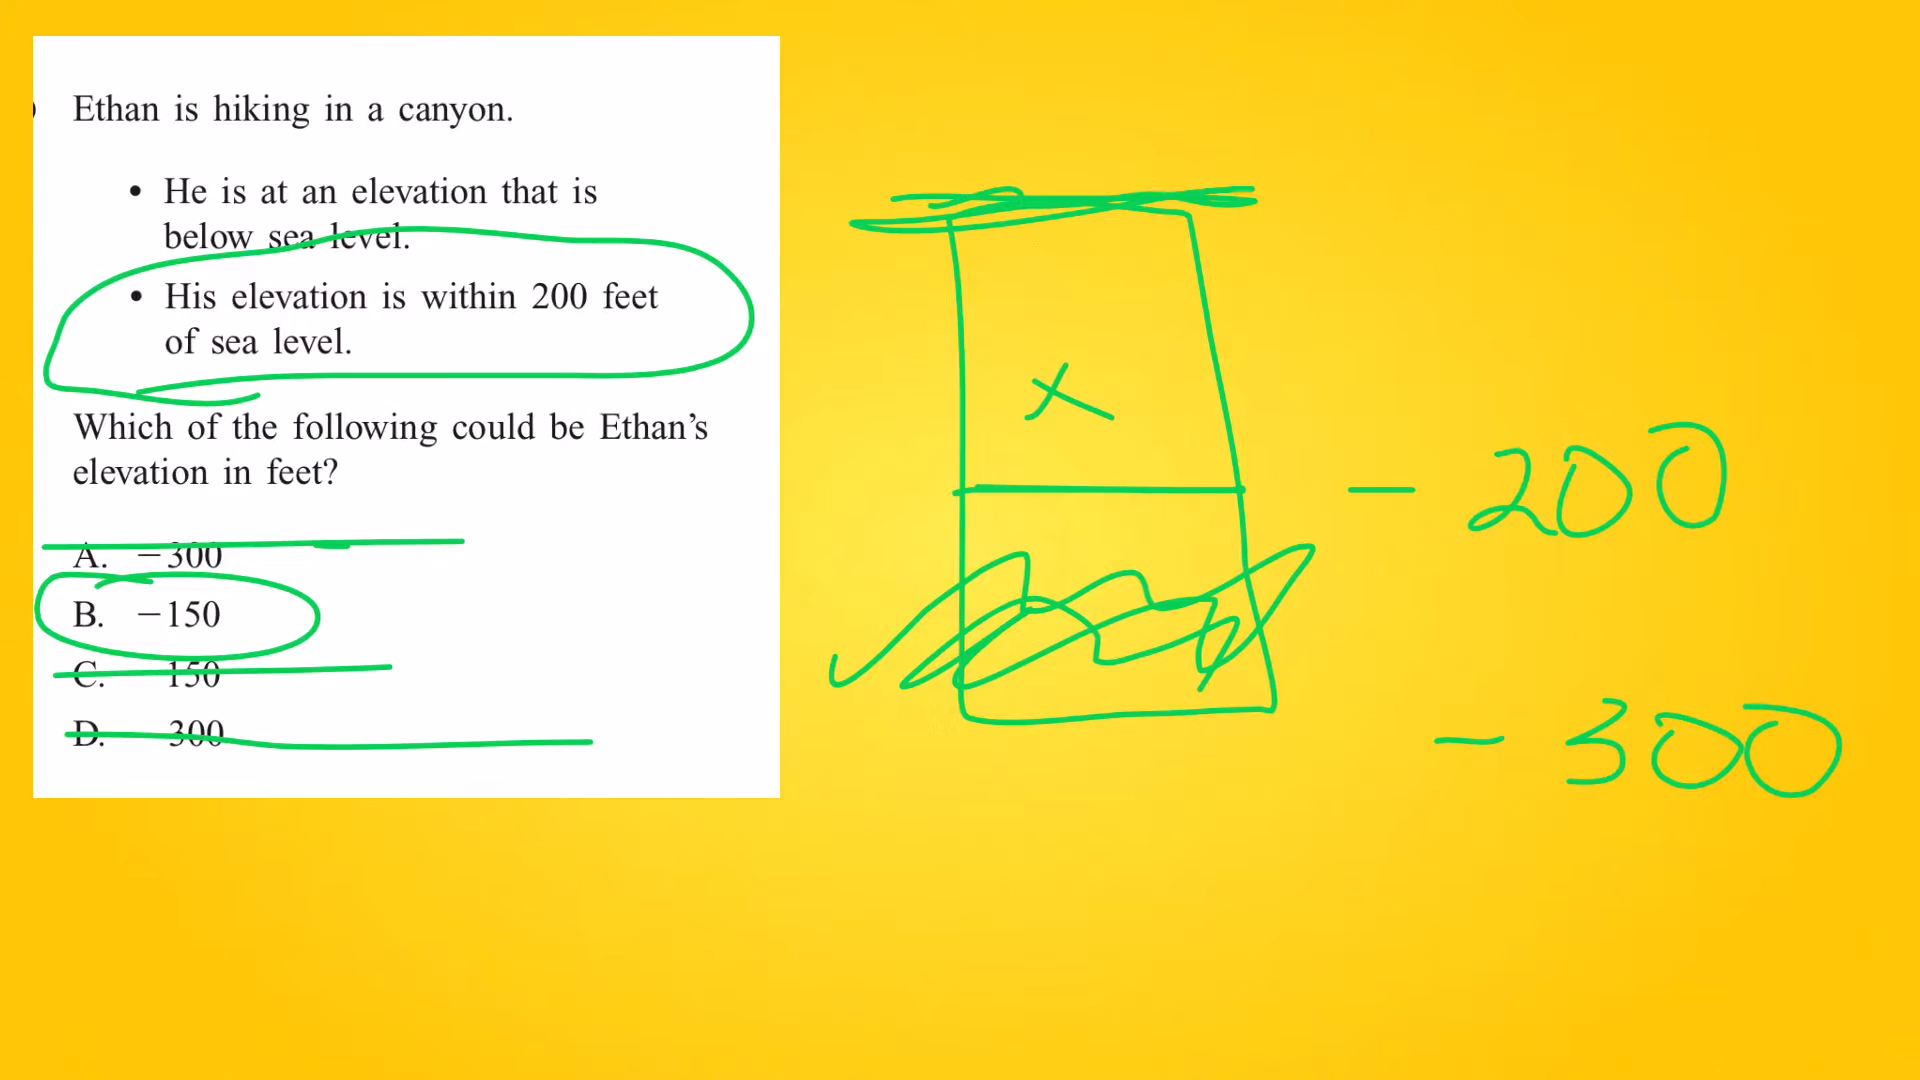 Ethan is hiking in a canyon.
• He is at an elevation that is
below sea level.
• His elevation is within 200 feet
of sea level.
Which of the following could be Ethan's
elevation in feet?
A. −300
B. −150
C. 150
D. 300
X
− 200
− 300